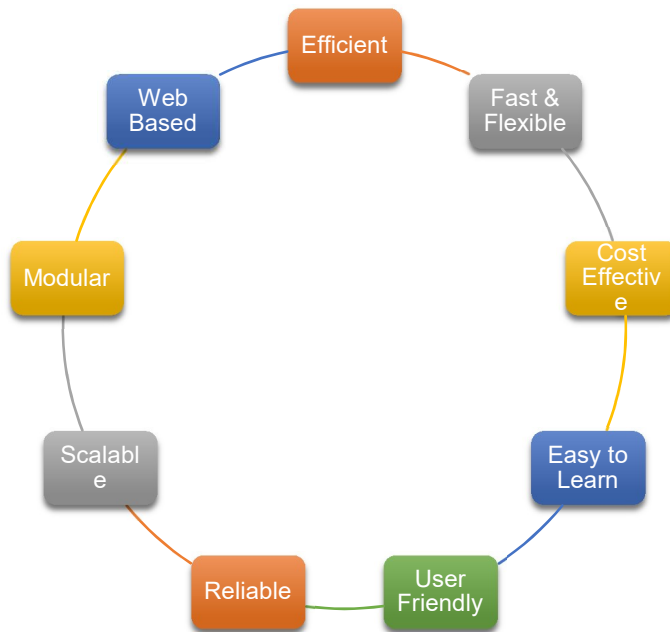 Efficient
Fast &
Flexible
Cost
Effectiv
e
Easy to
Learn
User
Friendly
Reliable
Scalabl
e
Modular
Web
Based